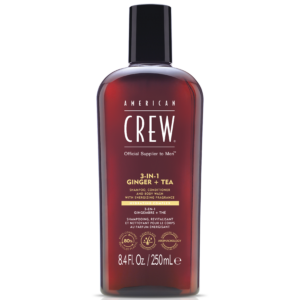 AMERICAN
CREW
Official Supplier to Men
3-IN-1
GINGER + TEA
SHAMPOO, CONDITIONER
AND BODY WASH
WITH ENERGIZING FRAGRANCE
3-EN-1
GINGEMBRE + THÉ
SHAMPOOING REVITALISANT
ET NETTOYANT POUR LE CORPS
AU PARFUM ÉNERGISANT
8.4 Fl. Oz. / 250mL ℮